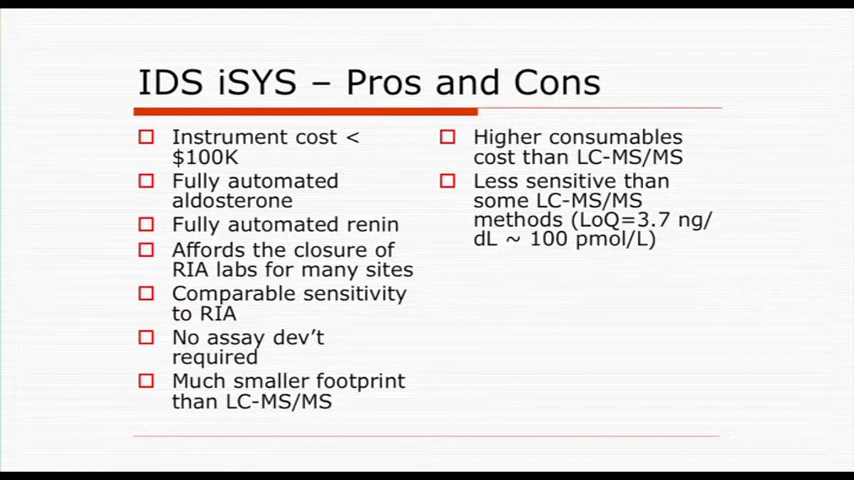 IDS iSYS – Pros and Cons
Instrument cost <
$100K
Fully automated
aldosterone
Fully automated renin
Affords the closure of
RIA labs for many sites
Comparable sensitivity
to RIA
No assay dev't
required
Much smaller footprint
than LC-MS/MS
Higher consumables
cost than LC-MS/MS
Less sensitive than
some LC-MS/MS
methods (LoQ=3.7 ng/
dL ~ 100 pmol/L)